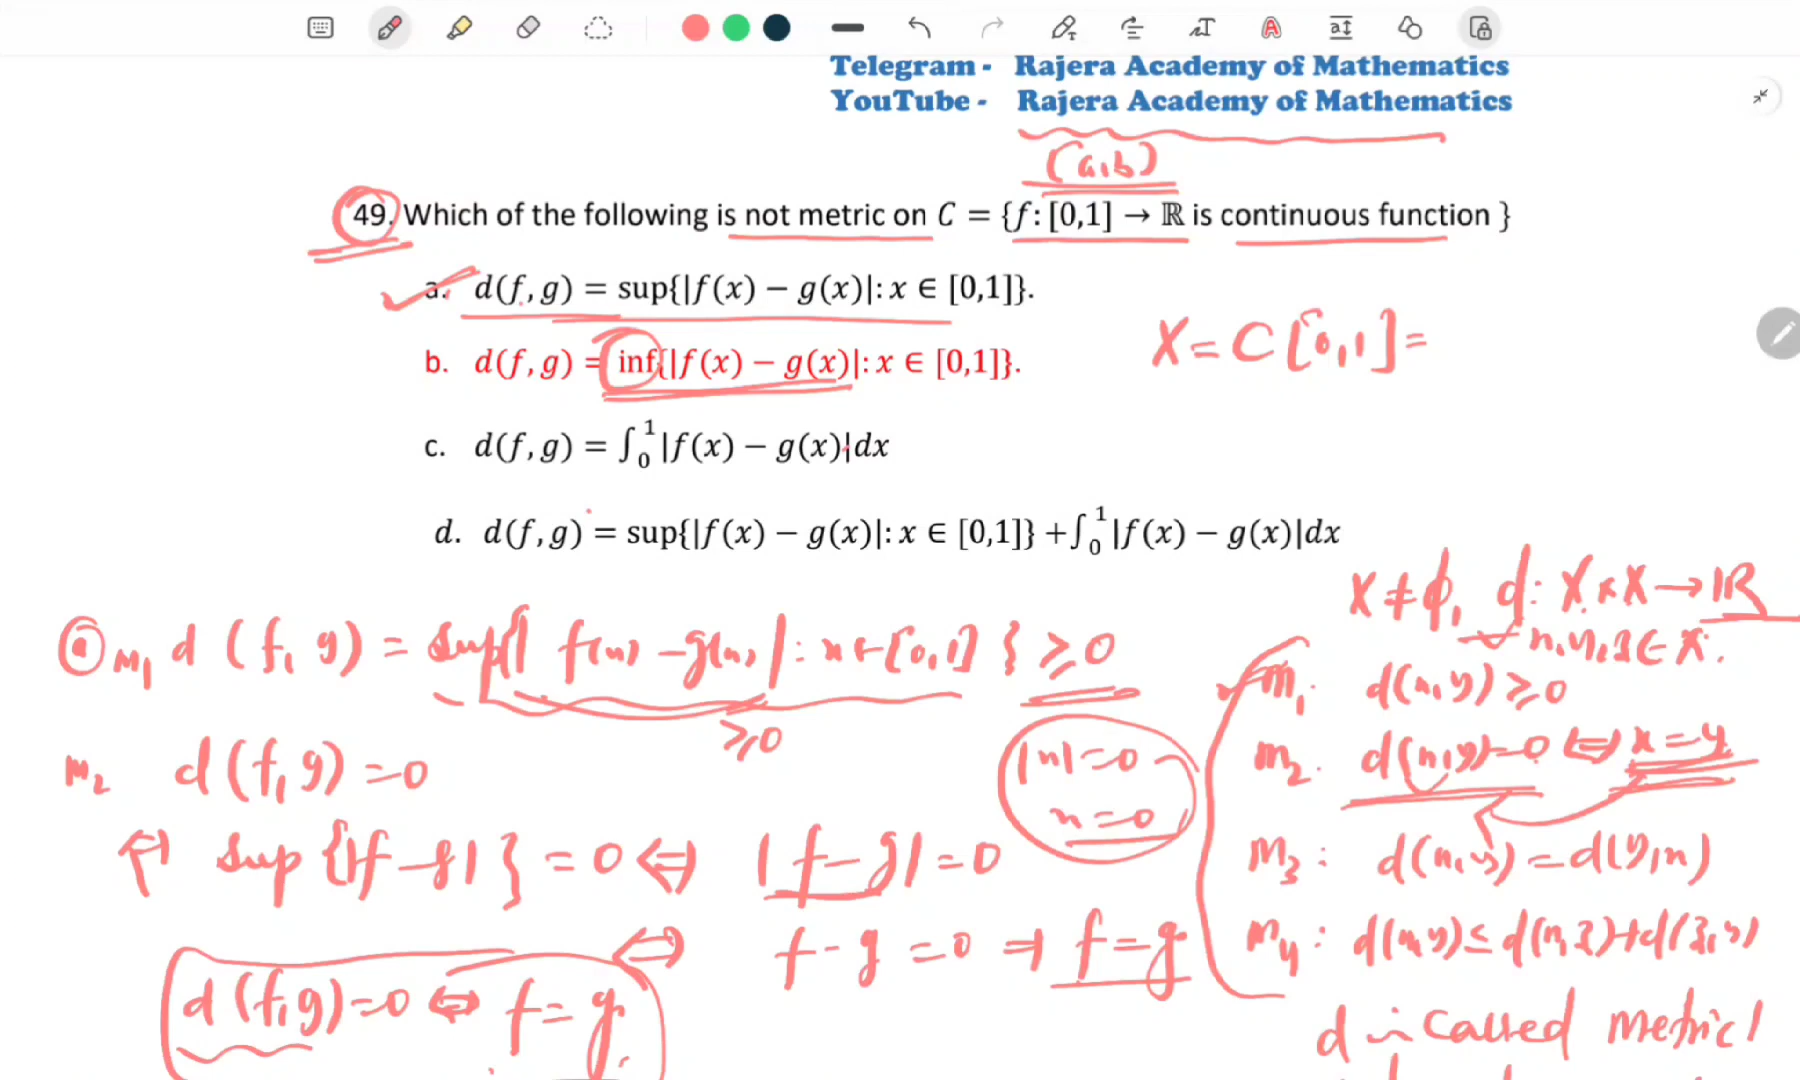 Telegram - Rajera Academy of Mathematics
YouTube - Rajera Academy of Mathematics
(a,b)
49. Which of the following is not metric on C = {f: [0,1] → ℝ is continuous function }
a. d(f, g) = sup{|f(x) − g(x)|: x ∈ [0,1]}.
b. d(f, g) = inf{|f(x) − g(x)|: x ∈ [0,1]}.
X = C[0,1] =
c. d(f, g) = ∫₀¹|f(x) − g(x)|dx
d. d(f, g) = sup{|f(x) − g(x)|: x ∈ [0,1]} +∫₀¹|f(x) − g(x)|dx
X ≠ ϕ, d: X×X → ℝ
∀ x,y,z ∈ X:
ⓐ M₁ d(f, g) = sup{|f(x) − g(x)|: x ∈ [0,1]} ≥ 0
≥0
M₁. d(x,y) ≥ 0
M₂ d(f, g) = 0
|x| = 0
x = 0
M₂. d(x,y) = 0 ⇔ x = y
⇔ sup{|f − g|} = 0 ⇔ |f − g| = 0
M₃: d(x,y) = d(y,x)
⇔ f − g = 0 ⇒ f = g
M₄: d(x,y) ≤ d(x,z) + d(z,y)
d(f,g) = 0 ⇔ f = g.
d is called metric